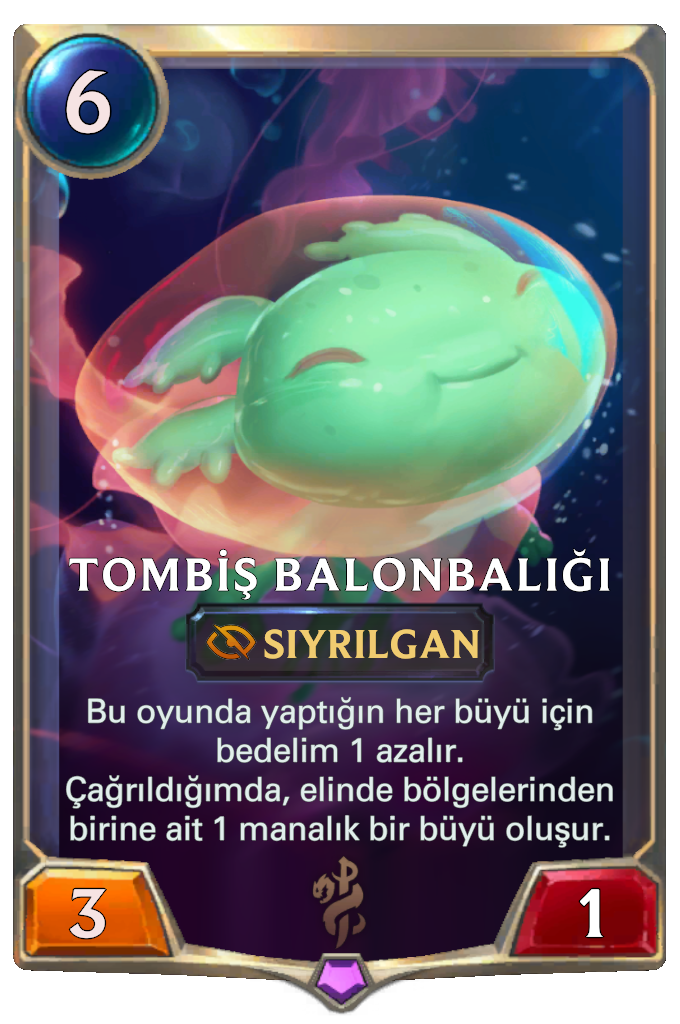 6
TOMBİŞ BALONBALIĞI
SIYRILGAN
Bu oyunda yaptığın her büyü için
bedelim 1 azalır.
Çağrıldığımda, elinde bölgelerinden
birine ait 1 manalık bir büyü oluşur.
3
1